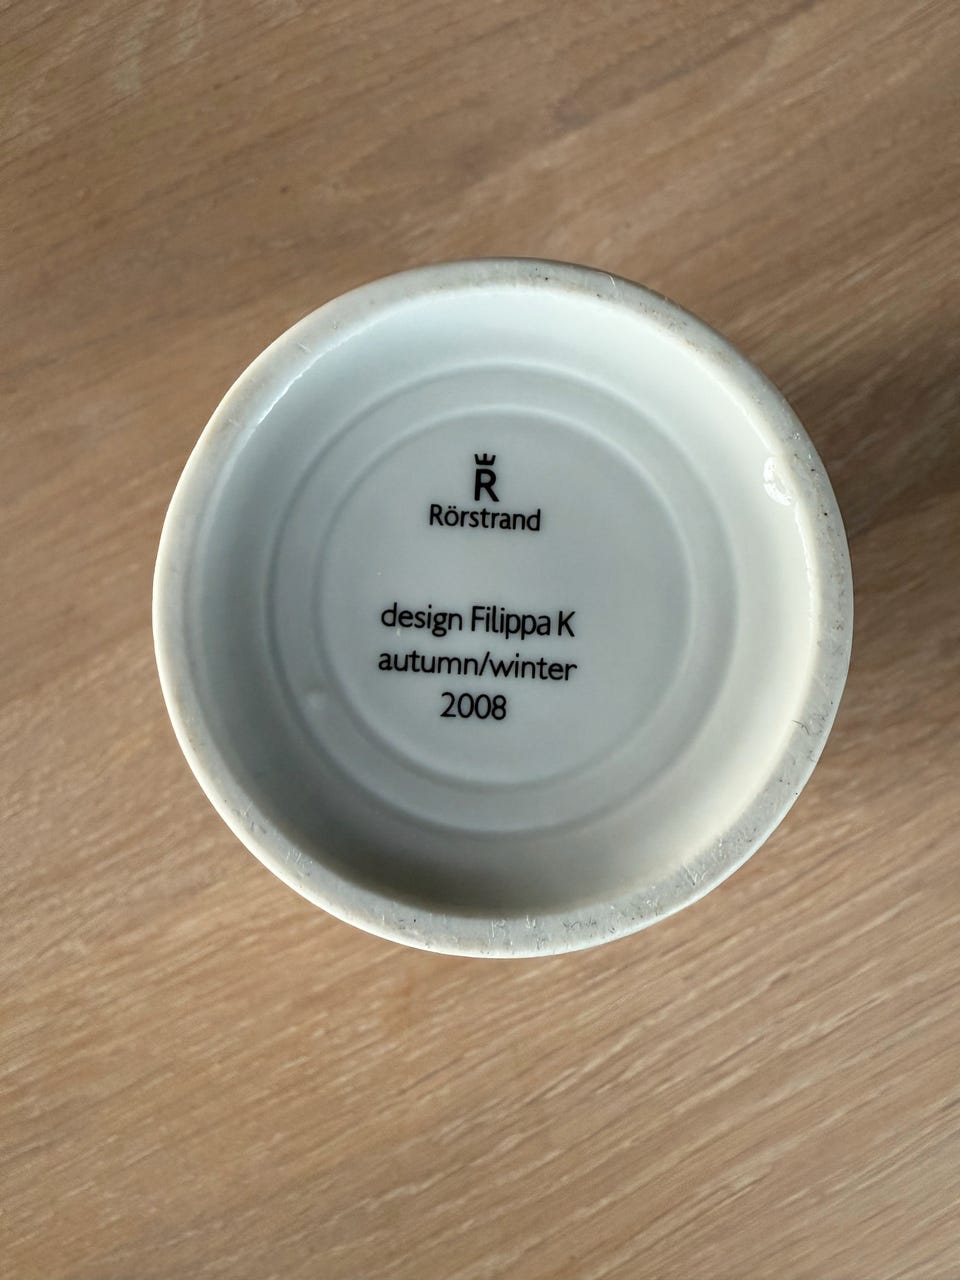 R
Rörstrand
design Filippa K
autumn/winter
2008